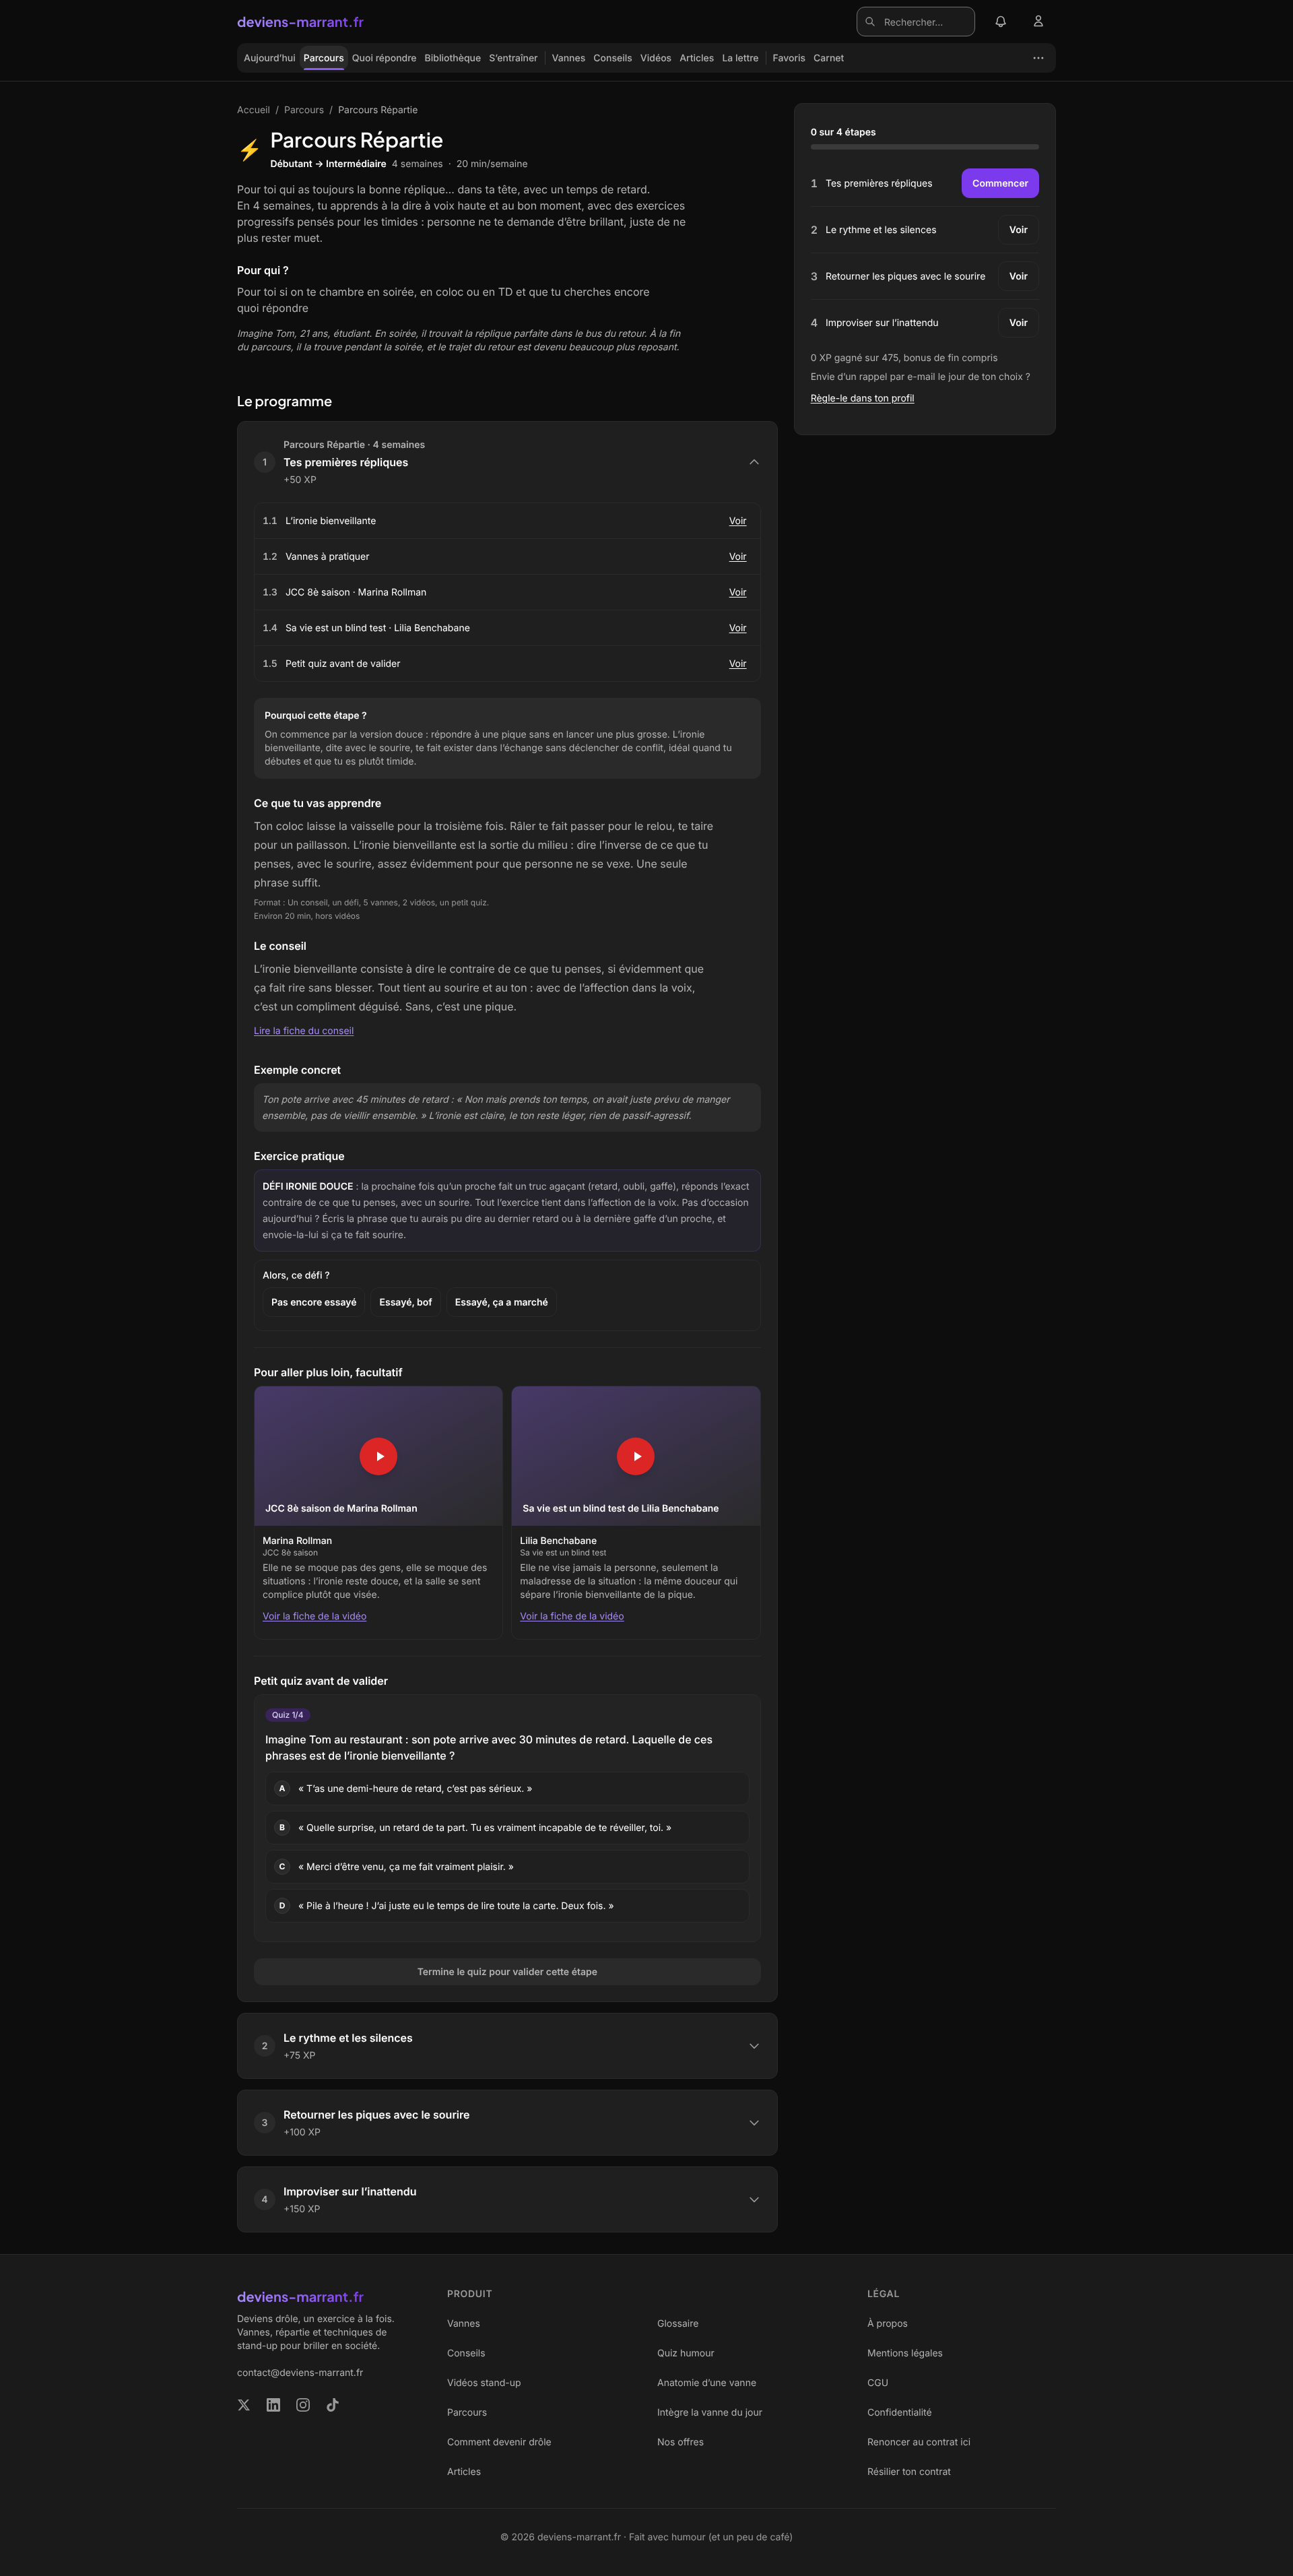 deviens-marrant.fr
Rechercher...
Aujourd'hui Parcours Quoi répondre Bibliothèque S'entraîner Vannes Conseils Vidéos Articles La lettre Favoris Carnet
Accueil / Parcours / Parcours Répartie
Parcours Répartie
Débutant → Intermédiaire 4 semaines · 20 min/semaine
Pour toi qui as toujours la bonne réplique… dans ta tête, avec un temps de retard.
En 4 semaines, tu apprends à la dire à voix haute et au bon moment, avec des exercices
progressifs pensés pour les timides : personne ne te demande d'être brillant, juste de ne
plus rester muet.
Pour qui ?
Pour toi si on te chambre en soirée, en coloc ou en TD et que tu cherches encore
quoi répondre
Imagine Tom, 21 ans, étudiant. En soirée, il trouvait la réplique parfaite dans le bus du retour. À la fin
du parcours, il la trouve pendant la soirée, et le trajet du retour est devenu beaucoup plus reposant.
0 sur 4 étapes
1 Tes premières répliques Commencer
2 Le rythme et les silences Voir
3 Retourner les piques avec le sourire Voir
4 Improviser sur l'inattendu Voir
0 XP gagné sur 475, bonus de fin compris
Envie d'un rappel par e-mail le jour de ton choix ?
Règle-le dans ton profil
Le programme
Parcours Répartie · 4 semaines
1 Tes premières répliques
+50 XP
1.1 L'ironie bienveillante Voir
1.2 Vannes à pratiquer Voir
1.3 JCC 8è saison · Marina Rollman Voir
1.4 Sa vie est un blind test · Lilia Benchabane Voir
1.5 Petit quiz avant de valider Voir
Pourquoi cette étape ?
On commence par la version douce : répondre à une pique sans en lancer une plus grosse. L'ironie
bienveillante, dite avec le sourire, te fait exister dans l'échange sans déclencher de conflit, idéal quand tu
débutes et que tu es plutôt timide.
Ce que tu vas apprendre
Ton coloc laisse la vaisselle pour la troisième fois. Râler te fait passer pour le relou, te taire
pour un paillasson. L'ironie bienveillante est la sortie du milieu : dire l'inverse de ce que tu
penses, avec le sourire, assez évidemment pour que personne ne se vexe. Une seule
phrase suffit.
Format : Un conseil, un défi, 5 vannes, 2 vidéos, un petit quiz.
Environ 20 min, hors vidéos
Le conseil
L'ironie bienveillante consiste à dire le contraire de ce que tu penses, si évidemment que
ça fait rire sans blesser. Tout tient au sourire et au ton : avec de l'affection dans la voix,
c'est un compliment déguisé. Sans, c'est une pique.
Lire la fiche du conseil
Exemple concret
Ton pote arrive avec 45 minutes de retard : « Non mais prends ton temps, on avait juste prévu de manger
ensemble, pas de vieillir ensemble. » L'ironie est claire, le ton reste léger, rien de passif-agressif.
Exercice pratique
DÉFI IRONIE DOUCE : la prochaine fois qu'un proche fait un truc agaçant (retard, oubli, gaffe), réponds l'exact
contraire de ce que tu penses, avec un sourire. Tout l'exercice tient dans l'affection de la voix. Pas d'occasion
aujourd'hui ? Écris la phrase que tu aurais pu dire au dernier retard ou à la dernière gaffe d'un proche, et
envoie-la-lui si ça te fait sourire.
Alors, ce défi ?
Pas encore essayé Essayé, bof Essayé, ça a marché
Pour aller plus loin, facultatif
JCC 8è saison de Marina Rollman
Marina Rollman
JCC 8è saison
Elle ne se moque pas des gens, elle se moque des
situations : l'ironie reste douce, et la salle se sent
complice plutôt que visée.
Voir la fiche de la vidéo
Sa vie est un blind test de Lilia Benchabane
Lilia Benchabane
Sa vie est un blind test
Elle ne vise jamais la personne, seulement la
maladresse de la situation : la même douceur qui
sépare l'ironie bienveillante de la pique.
Voir la fiche de la vidéo
Petit quiz avant de valider
Quiz 1/4
Imagine Tom au restaurant : son pote arrive avec 30 minutes de retard. Laquelle de ces
phrases est de l'ironie bienveillante ?
A « T'as une demi-heure de retard, c'est pas sérieux. »
B « Quelle surprise, un retard de ta part. Tu es vraiment incapable de te réveiller, toi. »
C « Merci d'être venu, ça me fait vraiment plaisir. »
D « Pile à l'heure ! J'ai juste eu le temps de lire toute la carte. Deux fois. »
Termine le quiz pour valider cette étape
2 Le rythme et les silences
+75 XP
3 Retourner les piques avec le sourire
+100 XP
4 Improviser sur l'inattendu
+150 XP
deviens-marrant.fr
Deviens drôle, un exercice à la fois.
Vannes, répartie et techniques de
stand-up pour briller en société.
contact@deviens-marrant.fr
PRODUIT
Vannes
Conseils
Vidéos stand-up
Parcours
Comment devenir drôle
Articles
Glossaire
Quiz humour
Anatomie d'une vanne
Intègre la vanne du jour
Nos offres
LÉGAL
À propos
Mentions légales
CGU
Confidentialité
Renoncer au contrat ici
Résilier ton contrat
© 2026 deviens-marrant.fr · Fait avec humour (et un peu de café)